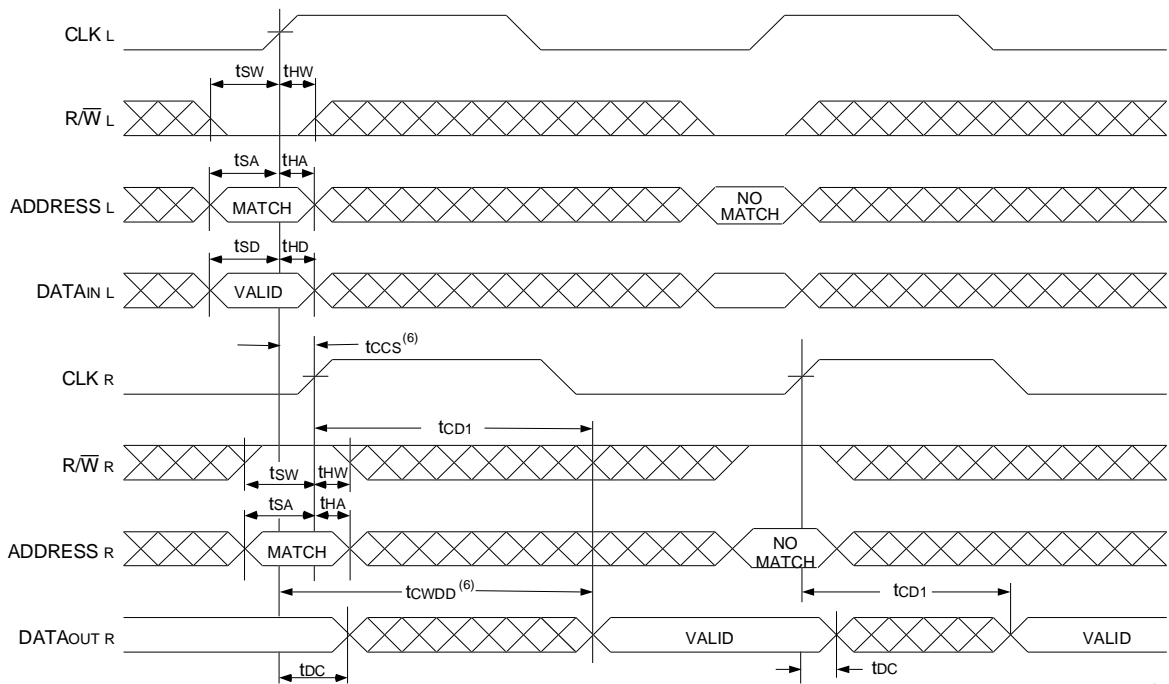 CLK L
tSW tHW
R/W̅ L
tSA tHA
ADDRESS L
MATCH
NO MATCH
tSD tHD
DATAIN L
VALID
tCCS(6)
CLK R
tCD1
R/W̅ R
tSW tHW
tSA tHA
ADDRESS R
MATCH
NO MATCH
tCWDD(6)
tCD1
DATAOUT R
VALID
VALID
tDC
tDC